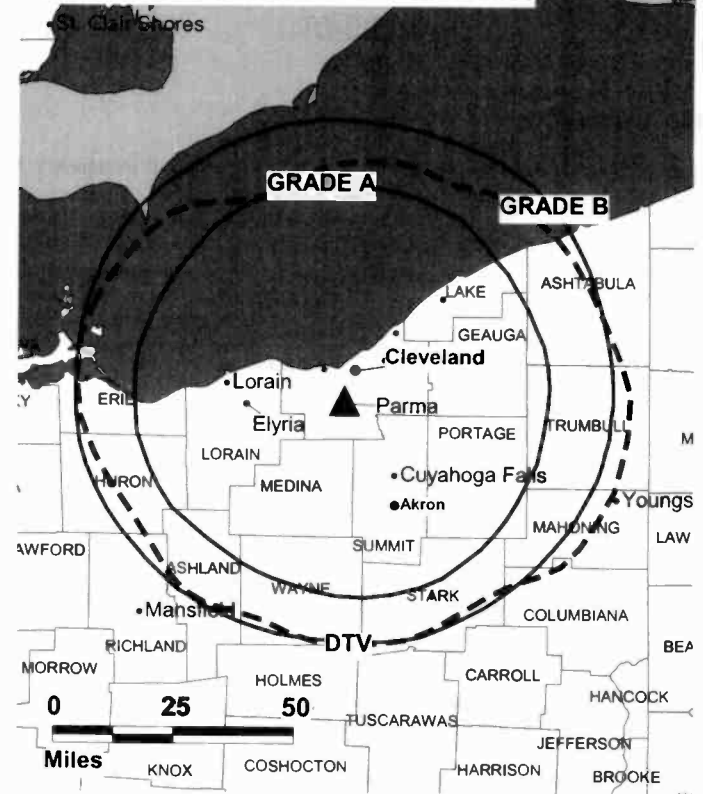 St. Clair Shores
GRADE A
GRADE B
LAKE
ASHTABULA
GEAUGA
Cleveland
Lorain
ERIE
Parma
Elyria
TRUMBULL
PORTAGE
LORAIN
Cuyahoga Falls
HURON
MEDINA
Akron
Youngs
MAHONING
LAW
SUMMIT
AWFORD
ASHLAND
WAYNE
STARK
Mansfield
COLUMBIANA
DTV
RICHLAND
BEA
MORROW
CARROLL
HOLMES
HANCOCK
0 25 50
TUSCARAWAS
JEFFERSON
Miles
KNOX
COSHOCTON
HARRISON
BROOKE